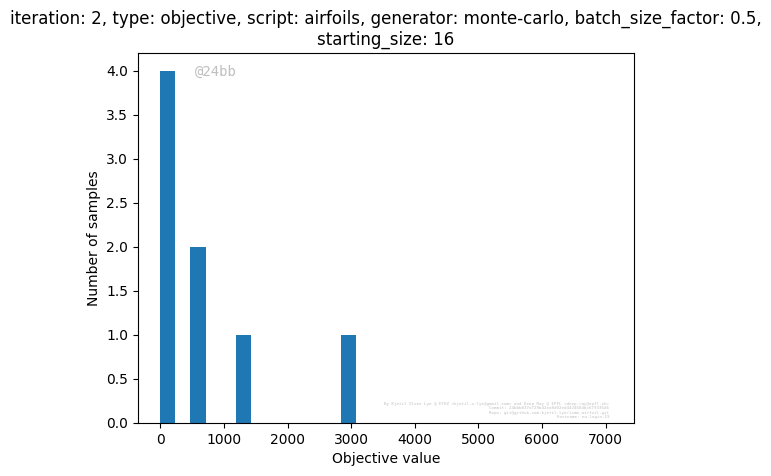 iteration: 2, type: objective, script: airfoils, generator: monte-carlo, batch_size_factor: 0.5,
starting_size: 16
@24bb
4.0
3.5
3.0
2.5
2.0
1.5
1.0
0.5
0.0
Number of samples
0 1000 2000 3000 4000 5000 6000 7000
Objective value